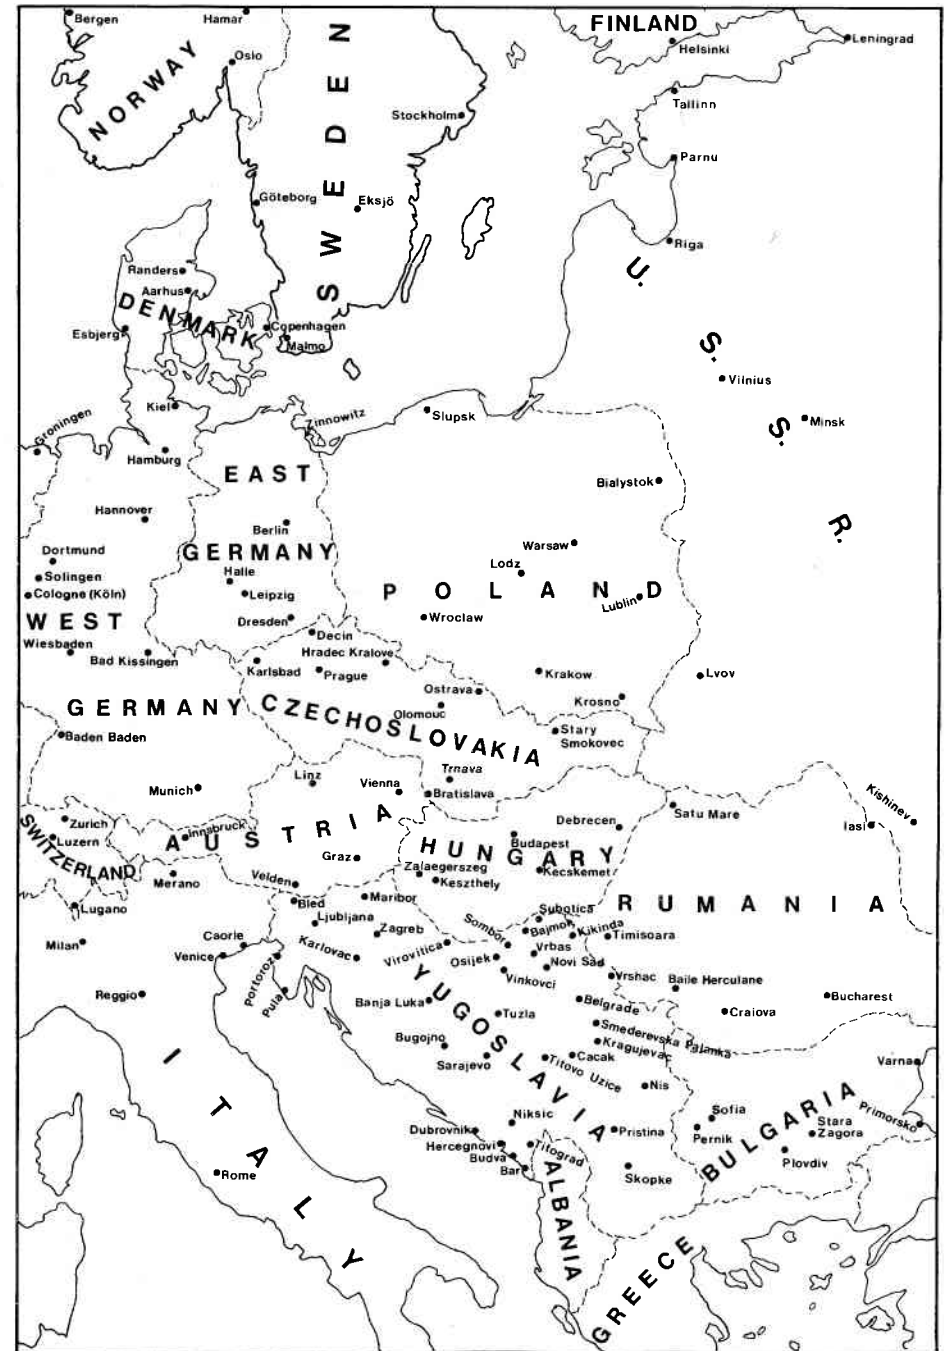 Bergen
Hamar
Oslo
NORWAY
SWEDEN
FINLAND
Helsinki
Leningrad
Tallinn
Stockholm
Parnu
Göteborg
Eksjö
Riga
U.S.S.R.
Randers
Aarhus
DENMARK
Esbjerg
Copenhagen
Malmo
Vilnius
Minsk
Kiel
Zinnowitz
Slupsk
Groningen
Hamburg
EAST
GERMANY
Bialystok
Hannover
Berlin
Warsaw
Lodz
Dortmund
Solingen
Cologne (Köln)
Halle
Leipzig
POLAND
Lublin
WEST
GERMANY
Dresden
Wroclaw
Wiesbaden
Bad Kissingen
Decin
Hradec Kralove
Karlsbad
Prague
Krakow
Lvov
Ostrava
Krosno
Olomouc
CZECHOSLOVAKIA
Stary
Smokovec
Baden Baden
Trnava
Munich
Linz
Vienna
Bratislava
Zurich
Luzern
SWITZERLAND
Innsbruck
AUSTRIA
Graz
HUNGARY
Debrecen
Budapest
Satu Mare
Kishinev
Iasi
Merano
Velden
Zalaegerszeg
Keszthely
Kecskemet
RUMANIA
Lugano
Bled
Maribor
Ljubljana
Zagreb
Subotica
Sombor
Bajmok
Kikinda
Timisoara
Milan
Caorle
Venice
Karlovac
Virovitica
Osijek
Vrbas
Novi Sad
Vinkovci
Vrshac
Baile Herculane
Portoroz
Pula
Reggio
Banja Luka
YUGOSLAVIA
Tuzla
Belgrade
Craiova
Bucharest
Smederevska Palanka
Kragujevac
Bugojno
Sarajevo
Cacak
Titovo Uzice
Nis
Varna
ITALY
Niksic
Sofia
BULGARIA
Primorsko
Dubrovnik
Pristina
Pernik
Stara
Zagora
Hercegnovi
Titograd
Budva
Bar
Plovdiv
Rome
Skopke
ALBANIA
GREECE